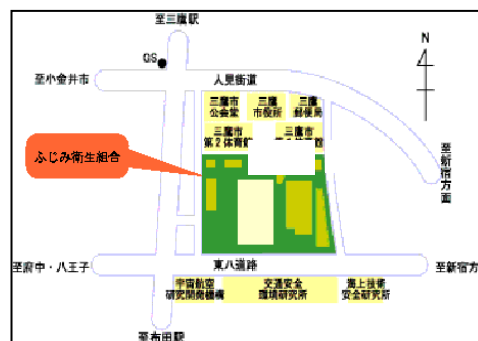 至三鷹駅
GS
N
至小金井市
人見街道
三鷹市
公会堂
三鷹
市役所
三鷹
郵便局
三鷹市
第2体育館
三鷹市
至新宿方面
ふじみ衛生組合
至府中・八王子
東八道路
至新宿方
宇宙航空
研究開発機構
交通安全
環境研究所
海上技術
安全研究所
至布田駅